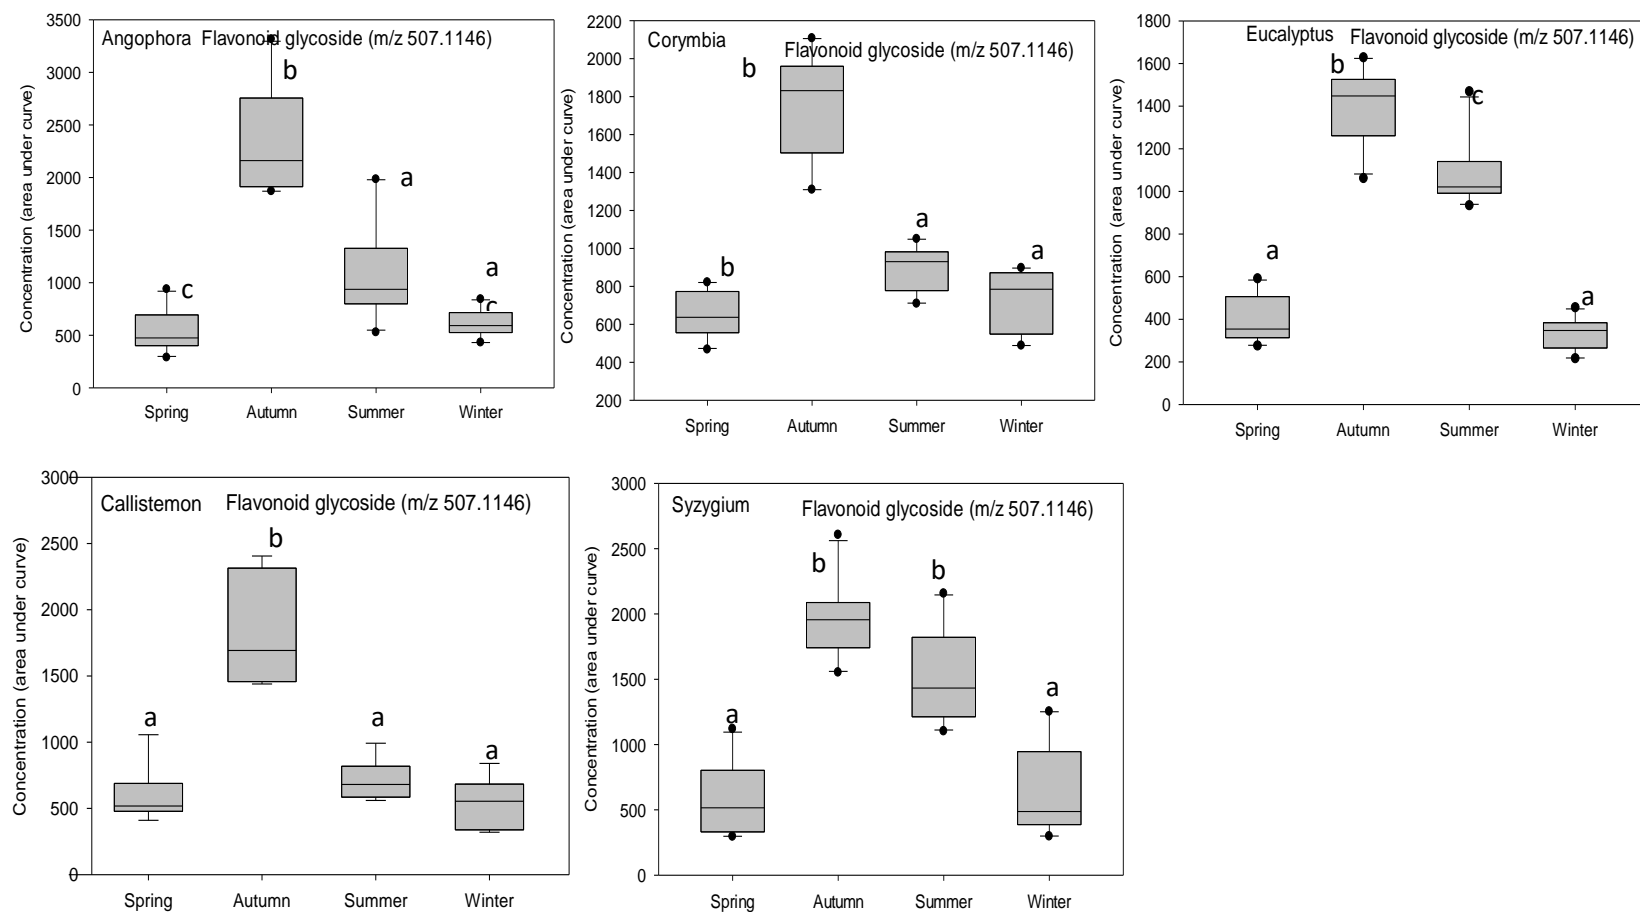 Angophora Flavonoid glycoside (m/z 507.1146)
Concentration (area under curve)
3500
3000
2500
2000
1500
1000
500
0
b
a
a
c
c
Spring Autumn Summer Winter
Corymbia Flavonoid glycoside (m/z 507.1146)
Concentration (area under curve)
2200
2000
1800
1600
1400
1200
1000
800
600
400
200
b
a
a
b
Spring Autumn Summer Winter
Eucalyptus Flavonoid glycoside (m/z 507.1146)
Concentration (area under curve)
1800
1600
1400
1200
1000
800
600
400
200
0
b
c
a
a
Spring Autumn Summer Winter
Callistemon Flavonoid glycoside (m/z 507.1146)
Concentration (area under curve)
3000
2500
2000
1500
1000
500
0
b
a
a
a
Spring Autumn Summer Winter
Syzygium Flavonoid glycoside (m/z 507.1146)
Concentration (area under curve)
3000
2500
2000
1500
1000
500
0
b
b
a
a
Spring Autumn Summer Winter